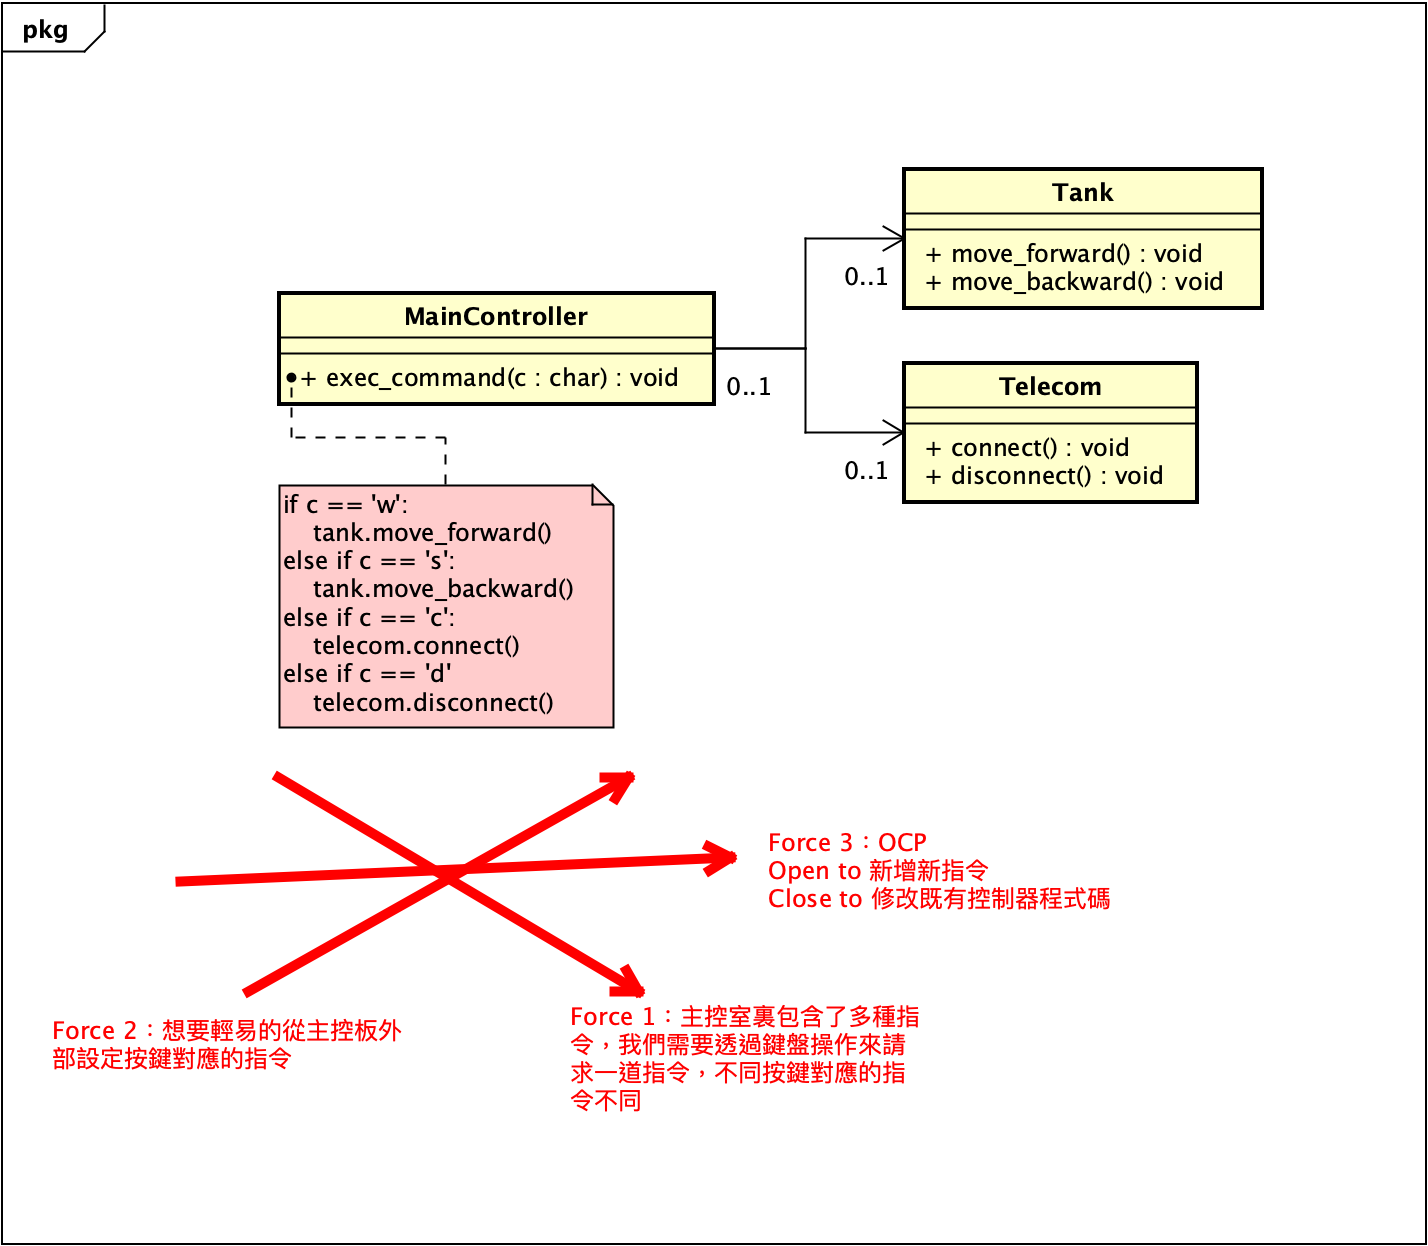 pkg
Tank
+ move_forward() : void
+ move_backward() : void
0..1
MainController
+ exec_command(c : char) : void
0..1
Telecom
+ connect() : void
+ disconnect() : void
0..1
if c == 'w':
tank.move_forward()
else if c == 's':
tank.move_backward()
else if c == 'c':
telecom.connect()
else if c == 'd'
telecom.disconnect()
Force 3：OCP
Open to 新增新指令
Close to 修改既有控制器程式碼
Force 2：想要輕易的從主控板外
部設定按鍵對應的指令
Force 1：主控室裏包含了多種指
令，我們需要透過鍵盤操作來請
求一道指令，不同按鍵對應的指
令不同